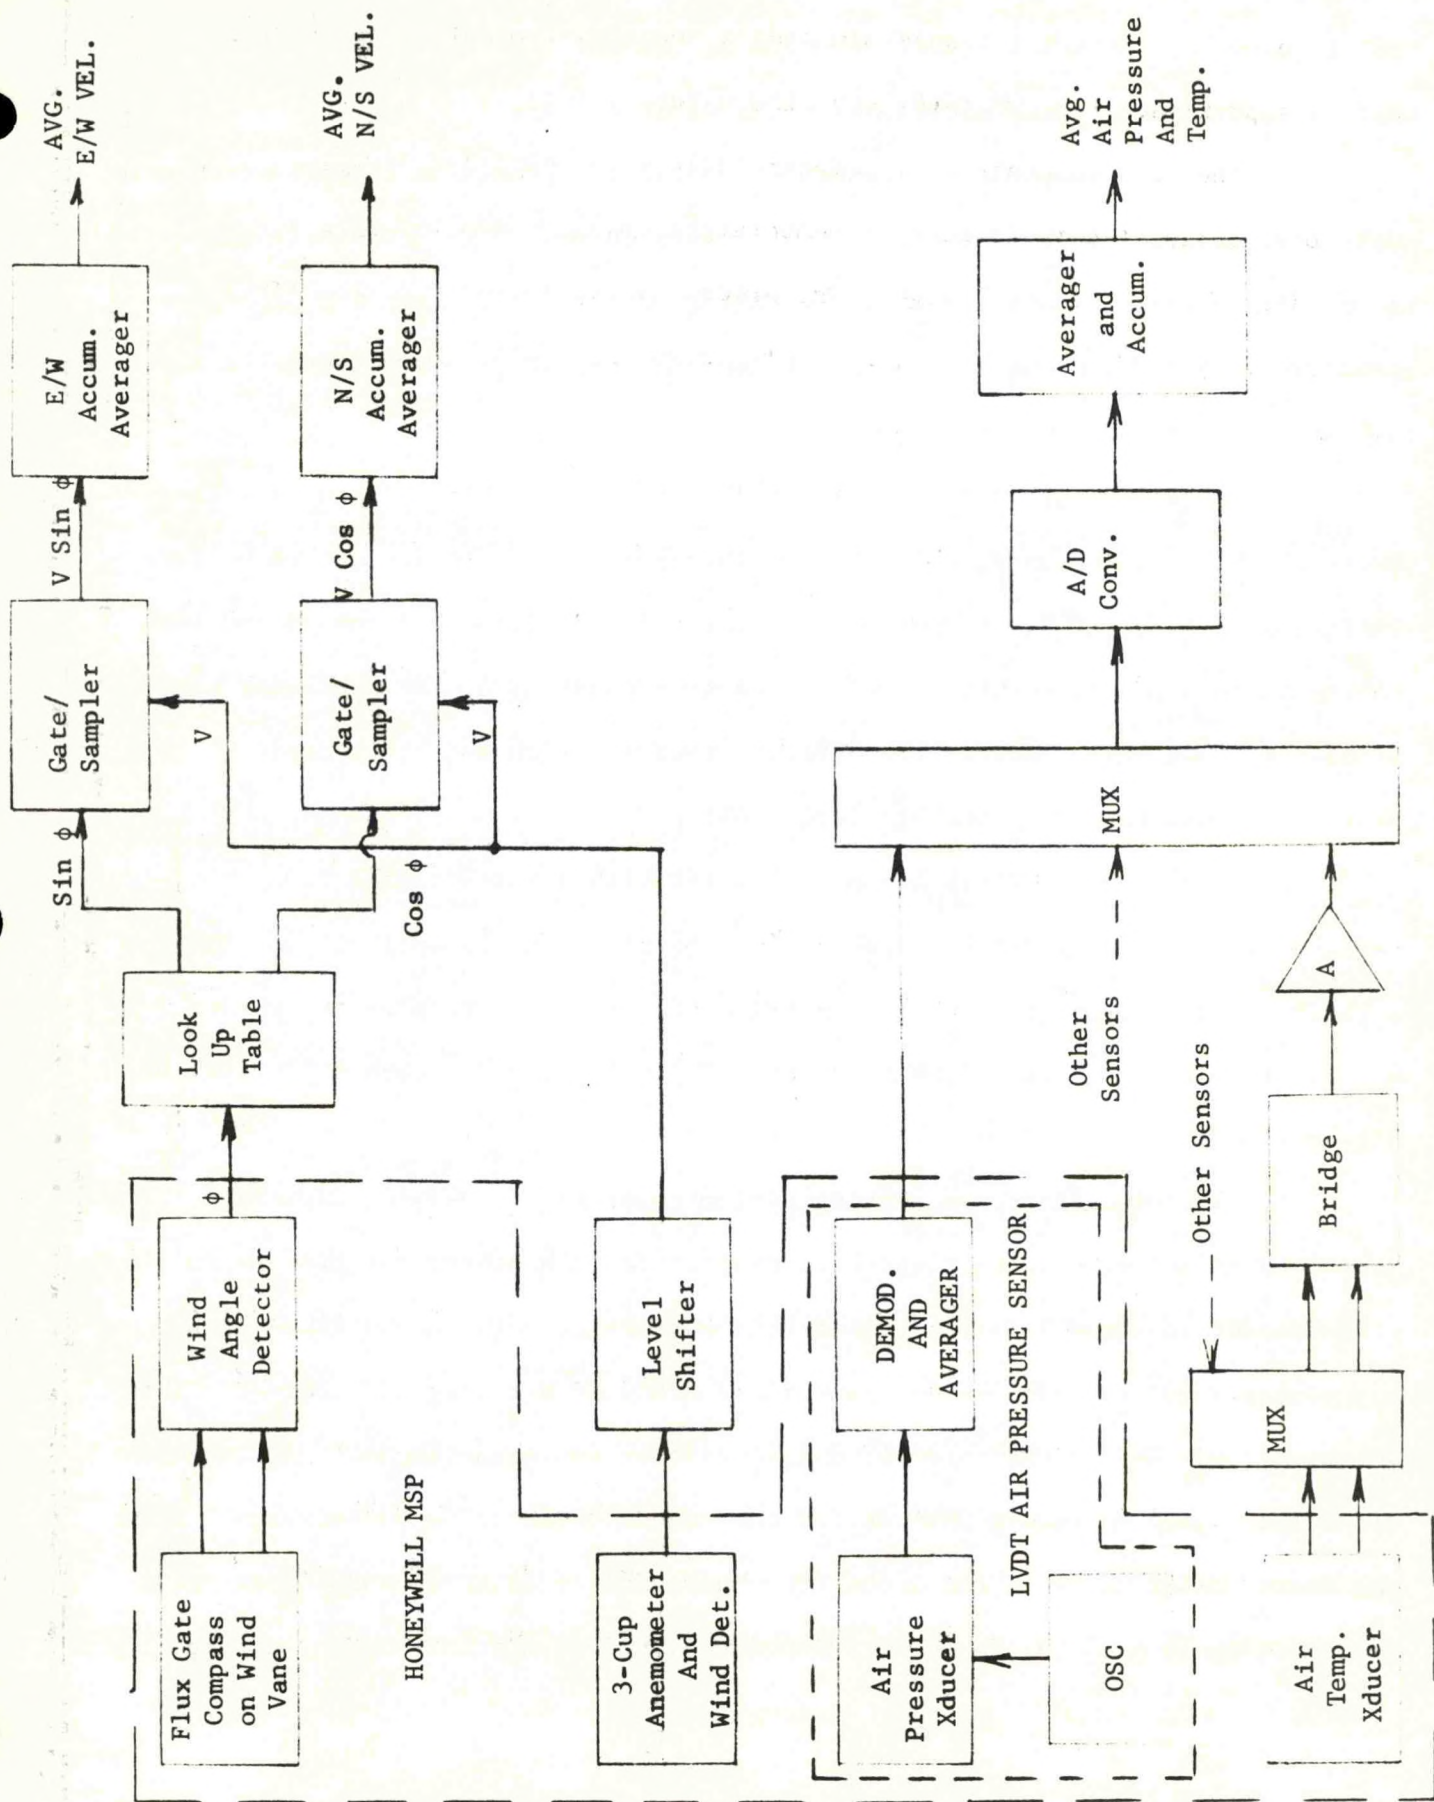 Flux Gate
Compass
on Wind
Vane
Wind
Angle
Detector
ϕ
Look
Up
Table
Sin ϕ
Cos ϕ
Gate/
Sampler
V
V Sin ϕ
E/W
Accum.
Averager
AVG.
E/W VEL.
Gate/
Sampler
V
V Cos ϕ
N/S
Accum.
Averager
AVG.
N/S VEL.
HONEYWELL MSP
3-Cup
Anemometer
And
Wind Det.
Level
Shifter
Air
Pressure
Xducer
DEMOD.
AND
AVERAGER
LVDT AIR PRESSURE SENSOR
OSC
Other
Sensors
MUX
A/D
Conv.
Averager
and
Accum.
Avg.
Air
Pressure
And
Temp.
Air
Temp.
Xducer
MUX
Other Sensors
Bridge
A